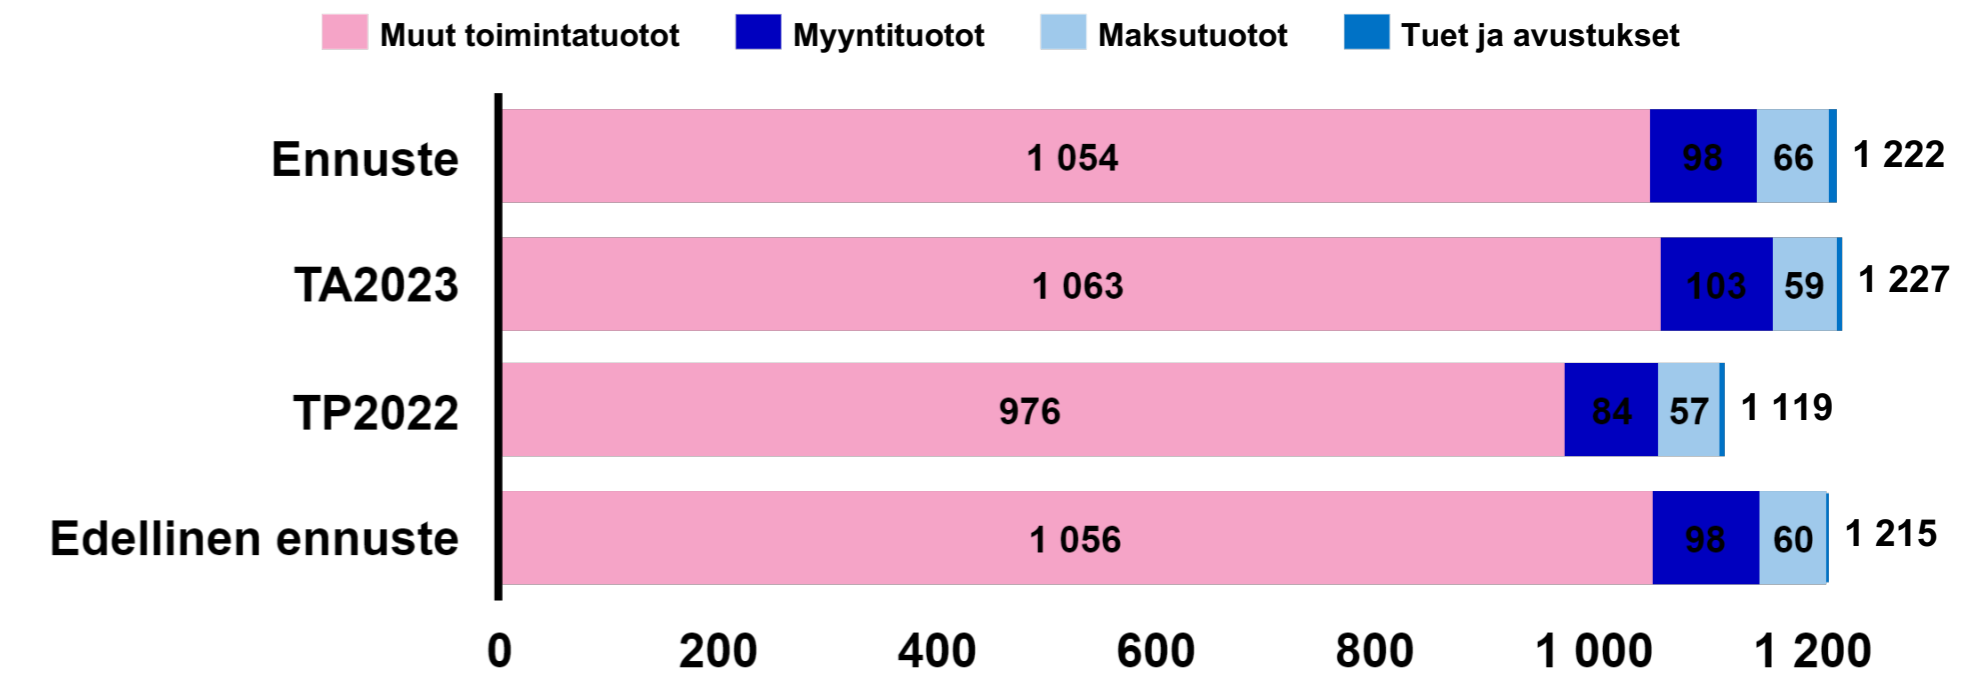 Muut toimintatuotot Myyntituotot Maksutuotot Tuet ja avustukset
Ennuste 1 054 98 66 1 222
TA2023 1 063 103 59 1 227
TP2022 976 84 57 1 119
Edellinen ennuste 1 056 98 60 1 215
0 200 400 600 800 1 000 1 200